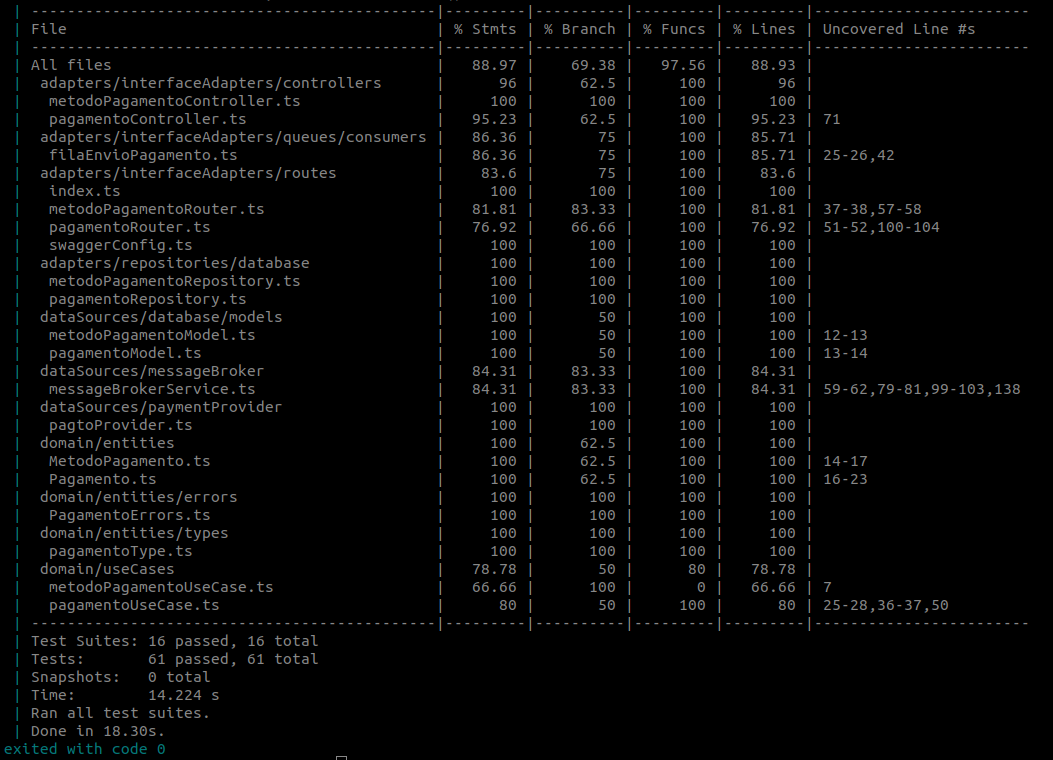 | ---------------------------------------------|---------|----------|---------|---------|-----------------------
| File                                         | % Stmts | % Branch | % Funcs | % Lines | Uncovered Line #s
| ---------------------------------------------|---------|----------|---------|---------|-----------------------
| All files                                    |   88.97 |    69.38 |   97.56 |   88.93 |
|  adapters/interfaceAdapters/controllers      |      96 |     62.5 |     100 |      96 |
|   metodoPagamentoController.ts               |     100 |      100 |     100 |     100 |
|   pagamentoController.ts                     |   95.23 |     62.5 |     100 |   95.23 | 71
|  adapters/interfaceAdapters/queues/consumers |   86.36 |       75 |     100 |   85.71 |
|   filaEnvioPagamento.ts                      |   86.36 |       75 |     100 |   85.71 | 25-26,42
|  adapters/interfaceAdapters/routes           |    83.6 |       75 |     100 |    83.6 |
|   index.ts                                   |     100 |      100 |     100 |     100 |
|   metodoPagamentoRouter.ts                   |   81.81 |    83.33 |     100 |   81.81 | 37-38,57-58
|   pagamentoRouter.ts                         |   76.92 |    66.66 |     100 |   76.92 | 51-52,100-104
|   swaggerConfig.ts                           |     100 |      100 |     100 |     100 |
|  adapters/repositories/database              |     100 |      100 |     100 |     100 |
|   metodoPagamentoRepository.ts               |     100 |      100 |     100 |     100 |
|   pagamentoRepository.ts                     |     100 |      100 |     100 |     100 |
|  dataSources/database/models                 |     100 |       50 |     100 |     100 |
|   metodoPagamentoModel.ts                    |     100 |       50 |     100 |     100 | 12-13
|   pagamentoModel.ts                          |     100 |       50 |     100 |     100 | 13-14
|  dataSources/messageBroker                   |   84.31 |    83.33 |     100 |   84.31 |
|   messageBrokerService.ts                    |   84.31 |    83.33 |     100 |   84.31 | 59-62,79-81,99-103,138
|  dataSources/paymentProvider                 |     100 |      100 |     100 |     100 |
|   pagtoProvider.ts                           |     100 |      100 |     100 |     100 |
|  domain/entities                             |     100 |     62.5 |     100 |     100 |
|   MetodoPagamento.ts                         |     100 |     62.5 |     100 |     100 | 14-17
|   Pagamento.ts                               |     100 |     62.5 |     100 |     100 | 16-23
|  domain/entities/errors                      |     100 |      100 |     100 |     100 |
|   PagamentoErrors.ts                         |     100 |      100 |     100 |     100 |
|  domain/entities/types                       |     100 |      100 |     100 |     100 |
|   pagamentoType.ts                           |     100 |      100 |     100 |     100 |
|  domain/useCases                             |   78.78 |       50 |      80 |   78.78 |
|   metodoPagamentoUseCase.ts                  |   66.66 |      100 |       0 |   66.66 | 7
|   pagamentoUseCase.ts                        |      80 |       50 |     100 |      80 | 25-28,36-37,50
| ---------------------------------------------|---------|----------|---------|---------|-----------------------
| Test Suites: 16 passed, 16 total
| Tests:       61 passed, 61 total
| Snapshots:   0 total
| Time:        14.224 s
| Ran all test suites.
| Done in 18.30s.
exited with code 0